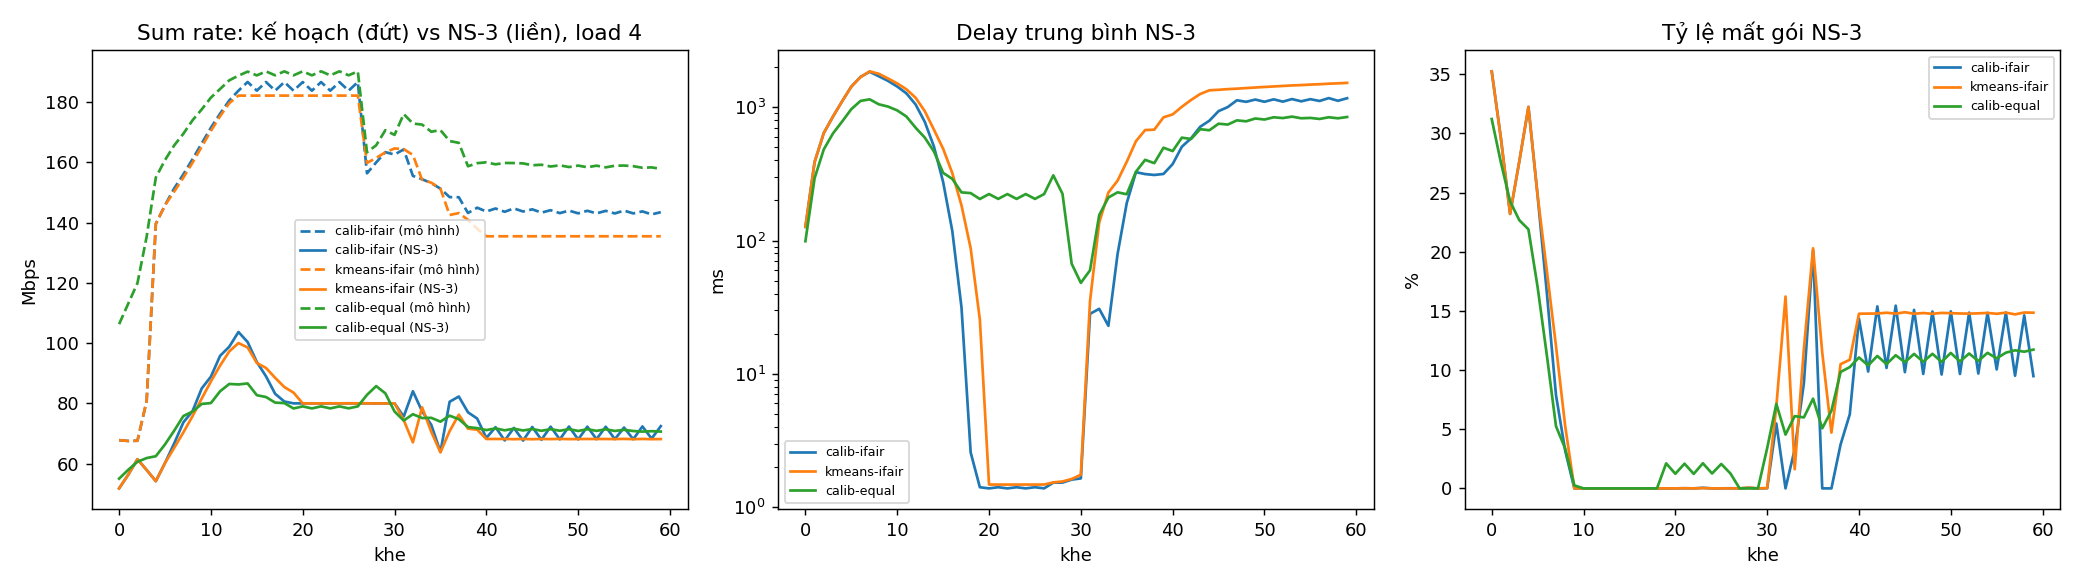 Sum rate: kế hoạch (đứt) vs NS-3 (liền), load 4
Mbps
180
160
140
120
100
80
60
calib-ifair (mô hình)
calib-ifair (NS-3)
kmeans-ifair (mô hình)
kmeans-ifair (NS-3)
calib-equal (mô hình)
calib-equal (NS-3)
0 10 20 30 40 50 60
khe
Delay trung bình NS-3
ms
10³
10²
10¹
10⁰
calib-ifair
kmeans-ifair
calib-equal
0 10 20 30 40 50 60
khe
Tỷ lệ mất gói NS-3
%
35
30
25
20
15
10
5
0
calib-ifair
kmeans-ifair
calib-equal
0 10 20 30 40 50 60
khe